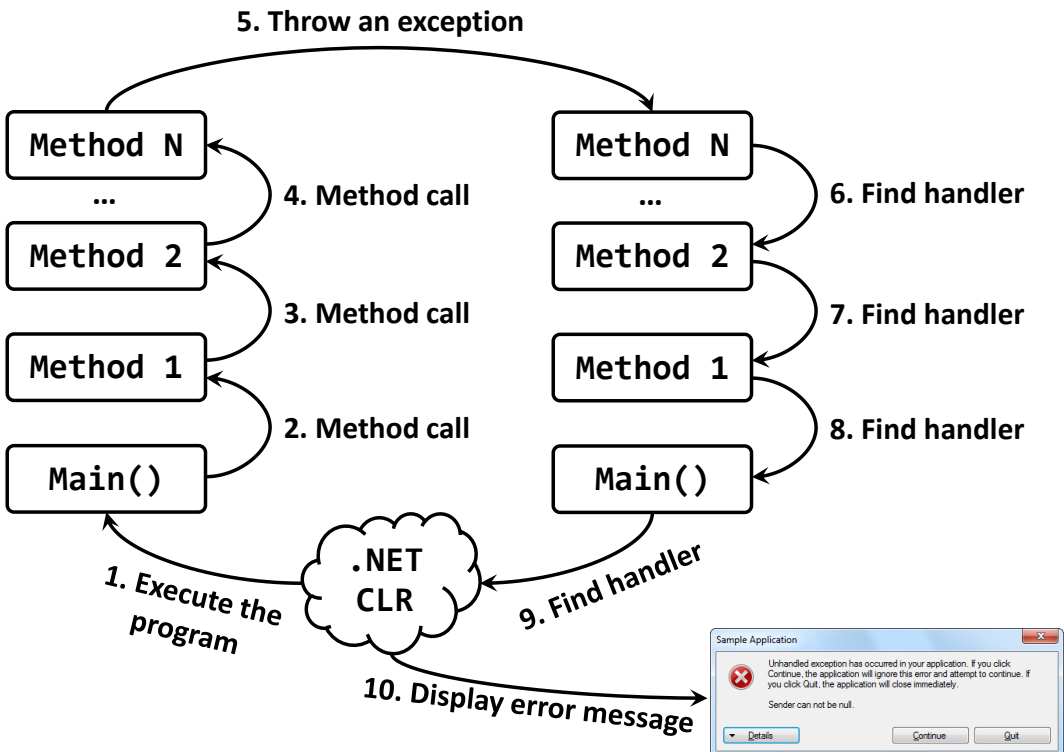 5. Throw an exception
Method N
Method N
4. Method call
6. Find handler
...
...
Method 2
Method 2
3. Method call
7. Find handler
Method 1
Method 1
2. Method call
8. Find handler
Main()
Main()
.NET
CLR
1. Execute the
program
9. Find handler
10. Display error message
Sample Application
Unhandled exception has occurred in your application. If you click
Continue, the application will ignore this error and attempt to continue. If
you click Quit, the application will close immediately.
Sender can not be null.
Details
Continue
Quit